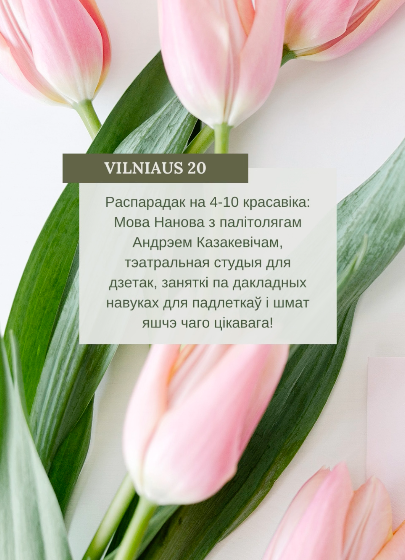 VILNIAUS 20
Распарадак на 4-10 красавіка:
Мова Нанова з палітолягам
Андрэем Казакевічам,
тэатральная студыя для
дзетак, заняткі па дакладных
навуках для падлеткаў і шмат
яшчэ чаго цікавага!